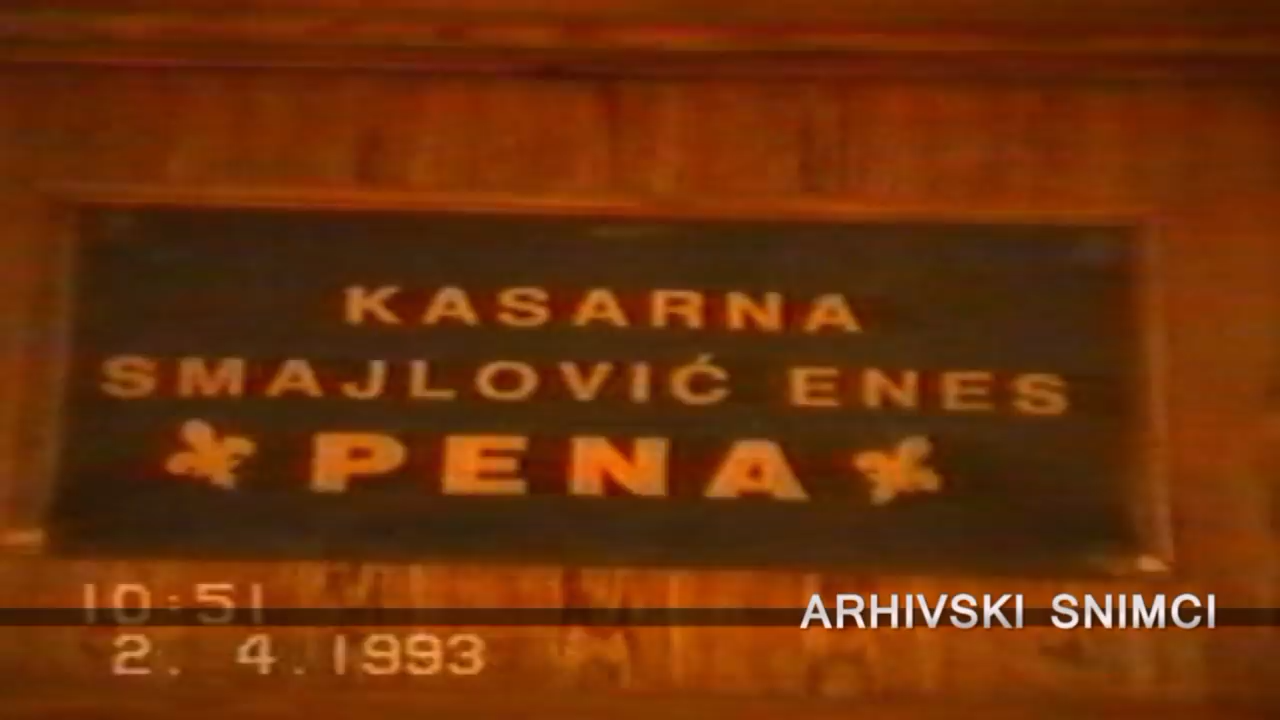 KASARNA
SMAJLOVIĆ ENES
PENA
10:51
2. 4.1993
ARHIVSKI SNIMCI